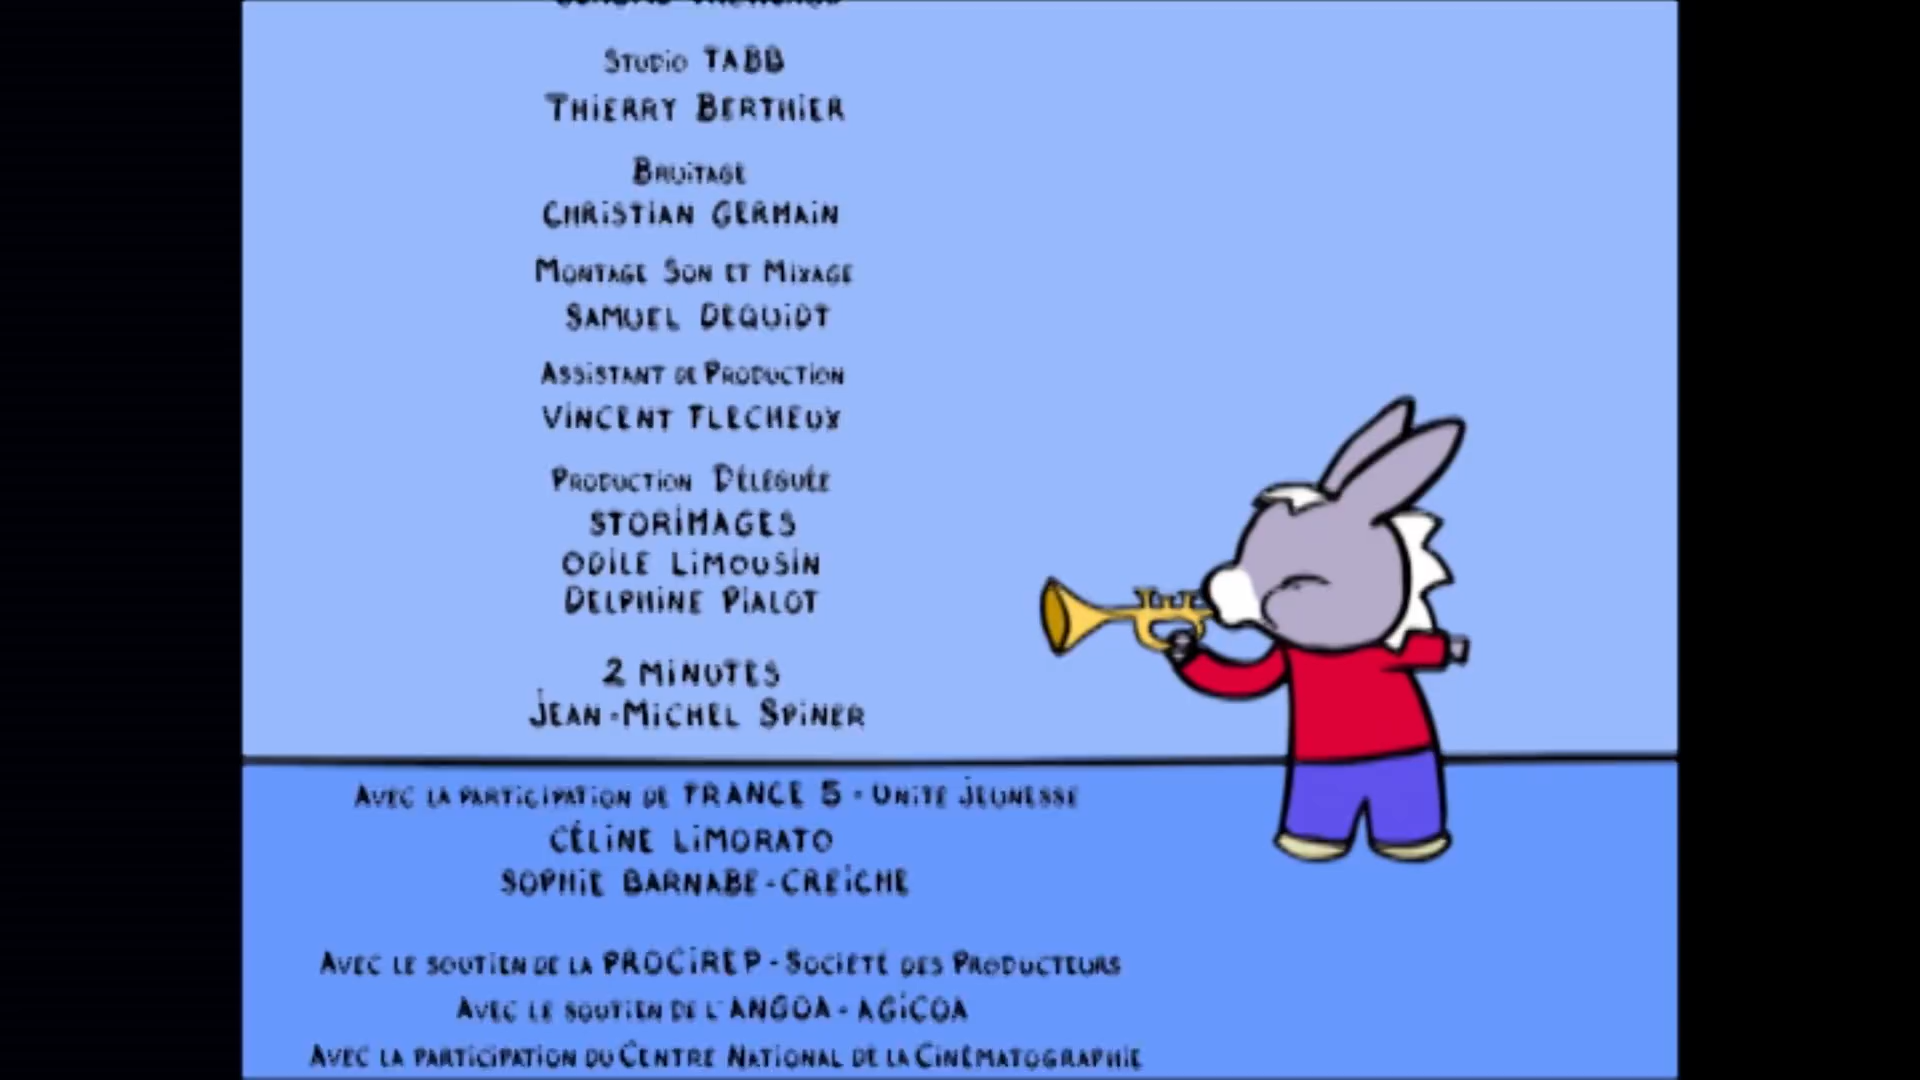 Studio TABB
THiERRY BERTHiER
BRUiTAGE
CHRiSTiAN GERMAiN
MONTAGE SON ET MIXAGE
SAMUEL DEQUiDT
ASSiSTANT DE PRODUCTiON
ViNCENT FLECHEUX
PRODUCTION DÉLÉGUÉE
STORiMAGES
ODiLE LiMOUSiN
DELPHiNE PiALOT
2 MiNUTES
JEAN-MiCHEL SPiNER
AVEC LA PARTiCiPATiON DE FRANCE 5 - UNiTÉ JEUNESSE
CÉLiNE LiMORATO
SOPHiE BARNABE-CREiCHE
AVEC LE SOUTiEN DE LA PROCiREP - SOCiÉTÉ DES PRODUCTEURS
AVEC LE SOUTiEN DE L'ANGOA - AGiCOA
AVEC LA PARTiCiPATiON DU CENTRE NATiONAL DE LA CiNÉMATOGRAPHiE